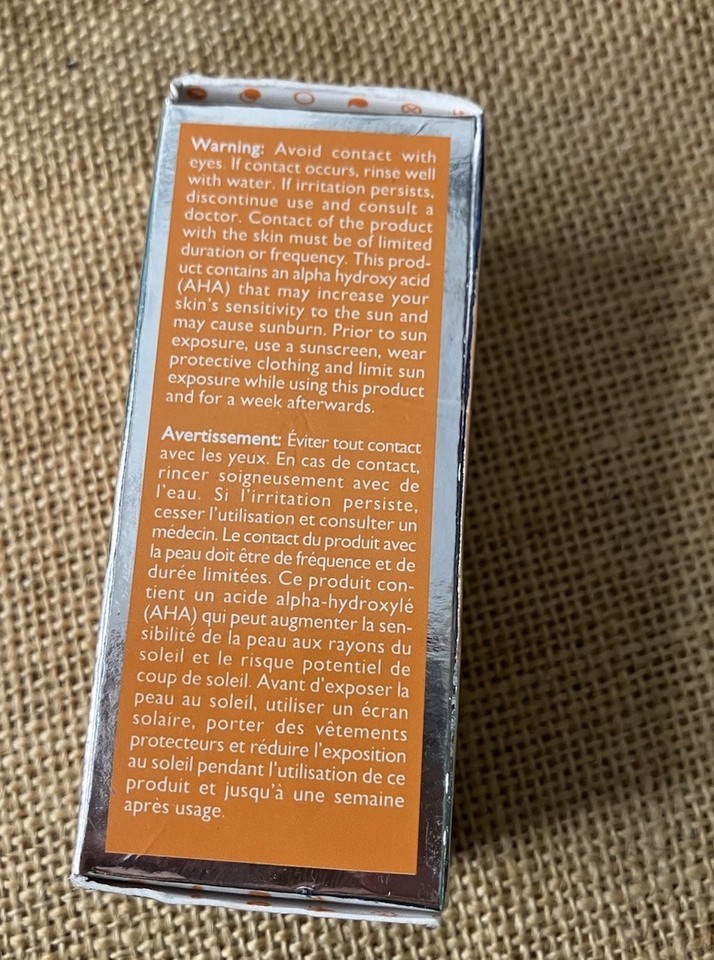 Warning: Avoid contact with
eyes. If contact occurs, rinse well
with water. If irritation persists,
discontinue use and consult a
doctor. Contact of the product
with the skin must be of limited
duration or frequency. This prod-
uct contains an alpha hydroxy acid
(AHA) that may increase your
skin's sensitivity to the sun and
may cause sunburn. Prior to sun
exposure, use a sunscreen, wear
protective clothing and limit sun
exposure while using this product
and for a week afterwards.
Avertissement: Éviter tout contact
avec les yeux. En cas de contact,
rincer soigneusement avec de
l'eau. Si l'irritation persiste,
cesser l'utilisation et consulter un
médecin. Le contact du produit avec
la peau doit être de fréquence et de
durée limitées. Ce produit con-
tient un acide alpha-hydroxylé
(AHA) qui peut augmenter la sen-
sibilité de la peau aux rayons du
soleil et le risque potentiel de
coup de soleil. Avant d'exposer la
peau au soleil, utiliser un écran
solaire, porter des vêtements
protecteurs et réduire l'exposition
au soleil pendant l'utilisation de ce
produit et jusqu'à une semaine
après usage.